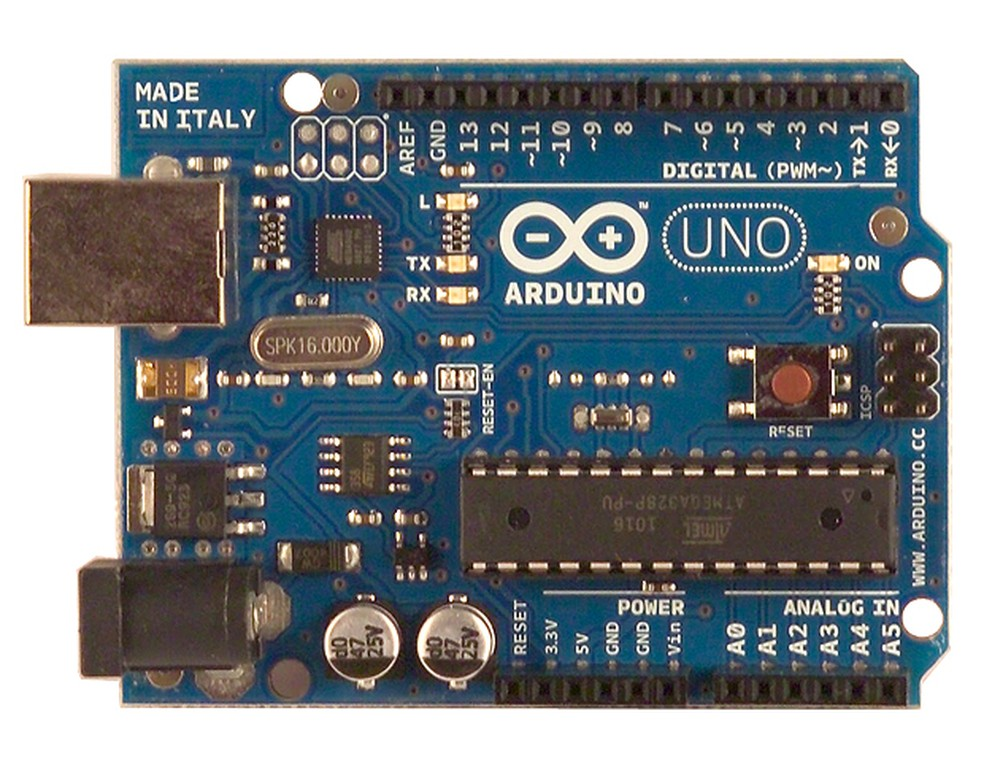 MADE
IN ITALY
AREF
GND
13
12
~11
~10
~9
8
7
~6
~5
4
~3
2
TX→1
RX←0
DIGITAL (PWM~)
L
TX
RX
TM
UNO
ARDUINO
ON
SPK16.000Y
RESET-EN
RESET
ICSP
WWW.ARDUINO.CC
ATMEGA328P-PU
1016
ATMEL
POWER
ANALOG IN
RESET
3.3V
5V
GND
GND
Vin
A0
A1
A2
A3
A4
A5
47
25V
47
25V